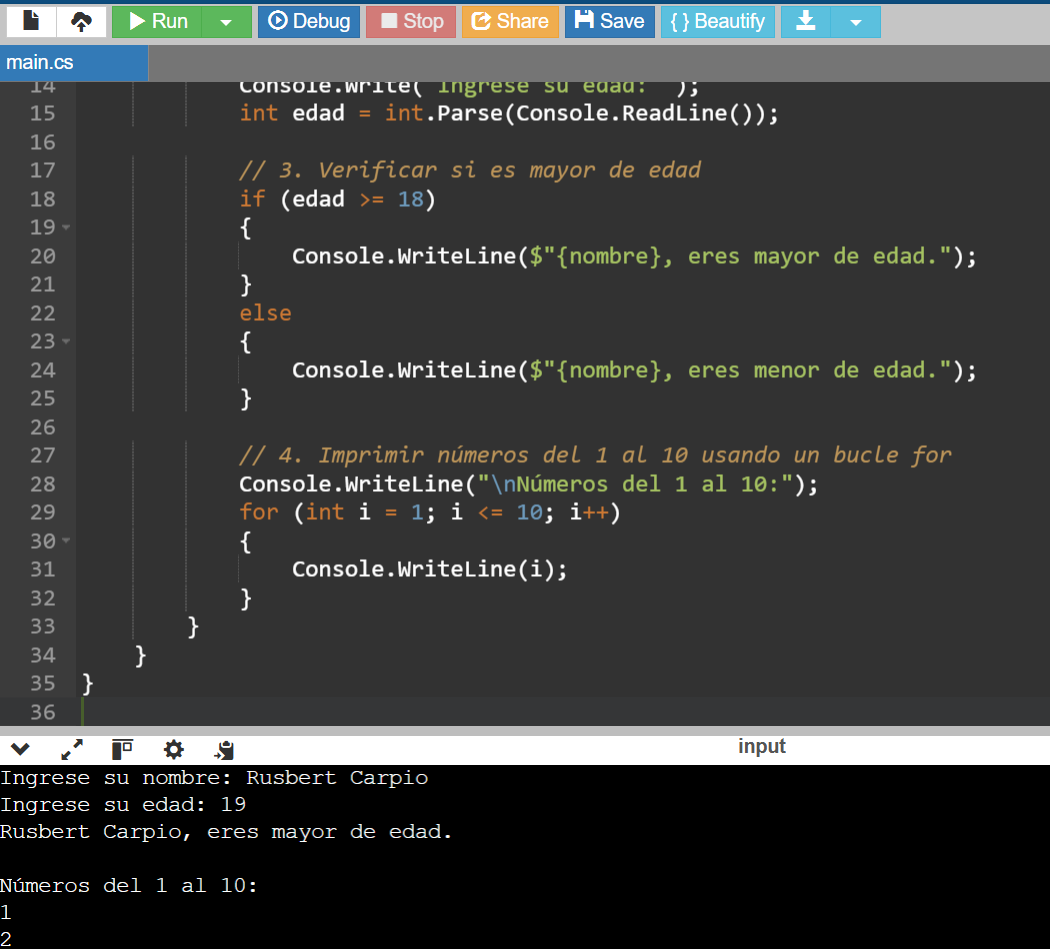 Run Debug Stop Share Save { } Beautify
main.cs
14 Console.Write("Ingrese su edad: ");
15 int edad = int.Parse(Console.ReadLine());
16
17 // 3. Verificar si es mayor de edad
18 if (edad >= 18)
19 {
20 Console.WriteLine($"{nombre}, eres mayor de edad.");
21 }
22 else
23 {
24 Console.WriteLine($"{nombre}, eres menor de edad.");
25 }
26
27 // 4. Imprimir números del 1 al 10 usando un bucle for
28 Console.WriteLine("\nNúmeros del 1 al 10:");
29 for (int i = 1; i <= 10; i++)
30 {
31 Console.WriteLine(i);
32 }
33 }
34 }
35 }
36
input
Ingrese su nombre: Rusbert Carpio
Ingrese su edad: 19
Rusbert Carpio, eres mayor de edad.
Números del 1 al 10:
1
2